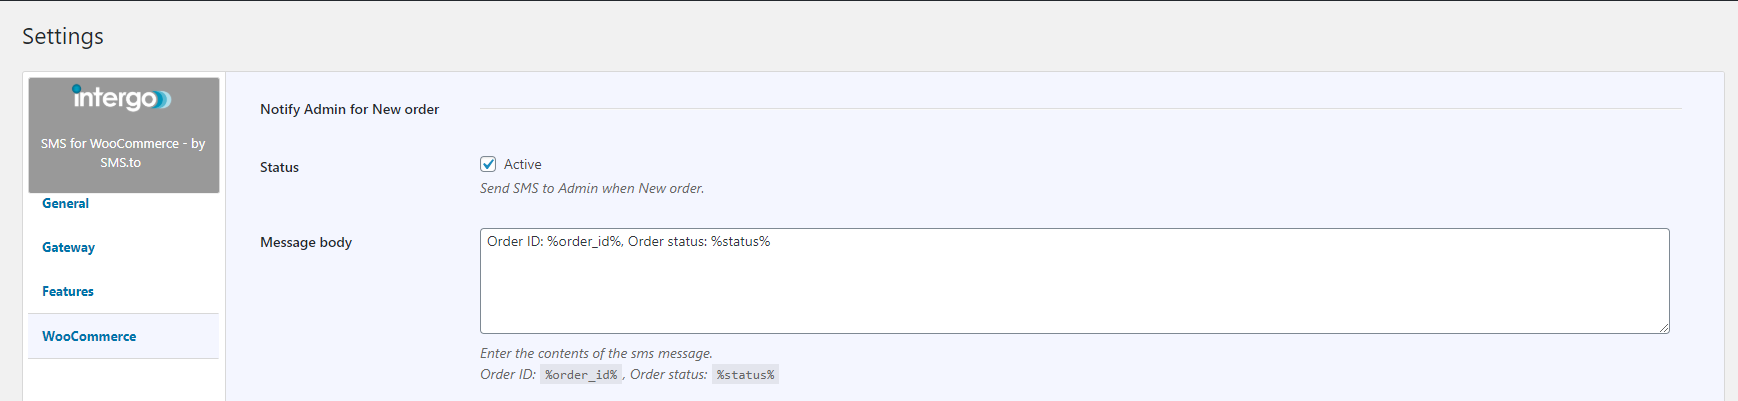 Settings
intergo
SMS for WooCommerce - by
SMS.to
General
Gateway
Features
WooCommerce
Notify Admin for New order
Status
Active
Send SMS to Admin when New order.
Message body
Order ID: %order_id%, Order status: %status%
Enter the contents of the sms message.
Order ID: %order_id% , Order status: %status%